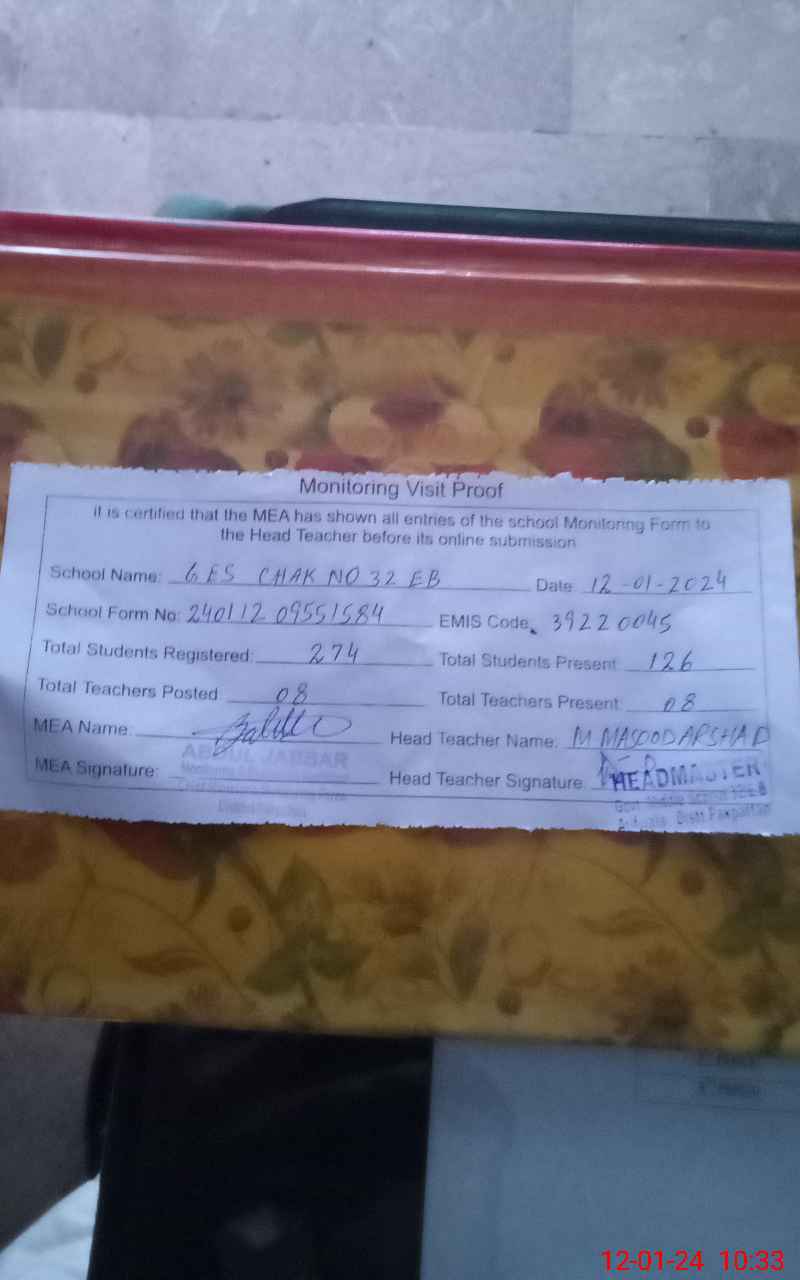 Monitoring Visit Proof
It is certified that the MEA has shown all entries of the school Monitoring Form to
the Head Teacher before its online submission
School Name: GES CHAK NO 32 EB Date 12-01-2024
School Form No: 240112 09551584 EMIS Code 39220045
Total Students Registered: 274 Total Students Present 126
Total Teachers Posted 08 Total Teachers Present: 08
MEA Name: Head Teacher Name: M MASOOD ARSHAD
ABDUL JABBAR
MEA Signature: Head Teacher Signature: HEADMASTER
Distt Pakpattan
12-01-24 10:33